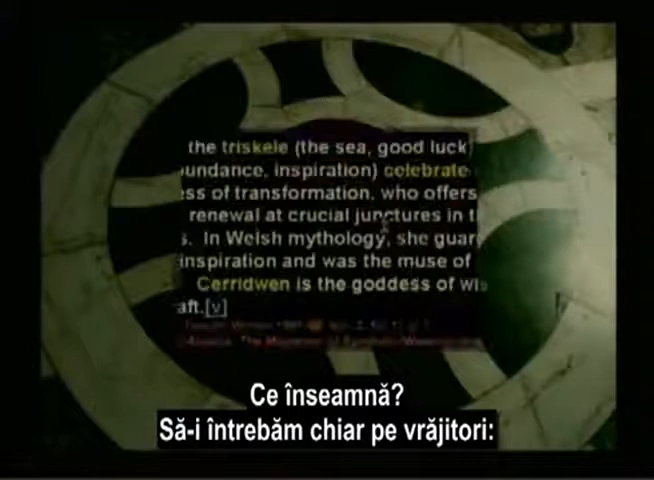 the triskele (the sea, good luck,
undance, inspiration) celebrate
ss of transformation, who offers
renewal at crucial junctures in t
s. In Welsh mythology, she guar
inspiration and was the muse of
Cerridwen is the goddess of wis
aft.[v]
Ce înseamnă?
Să-i întrebăm chiar pe vrăjitori: